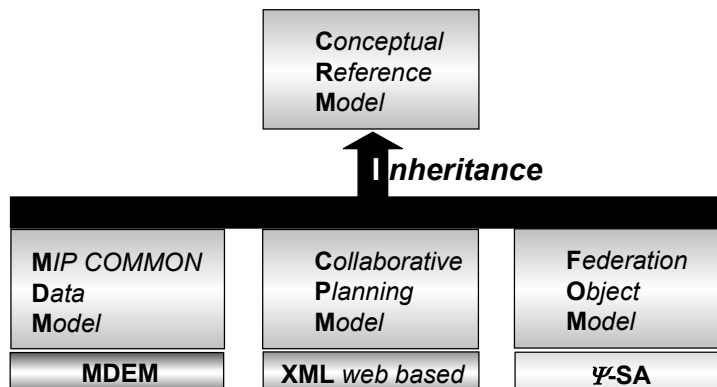 Conceptual
Reference
Model
Inheritance
MIP COMMON
Data
Model
Collaborative
Planning
Model
Federation
Object
Model
MDEM
XML web based
Ψ-SA